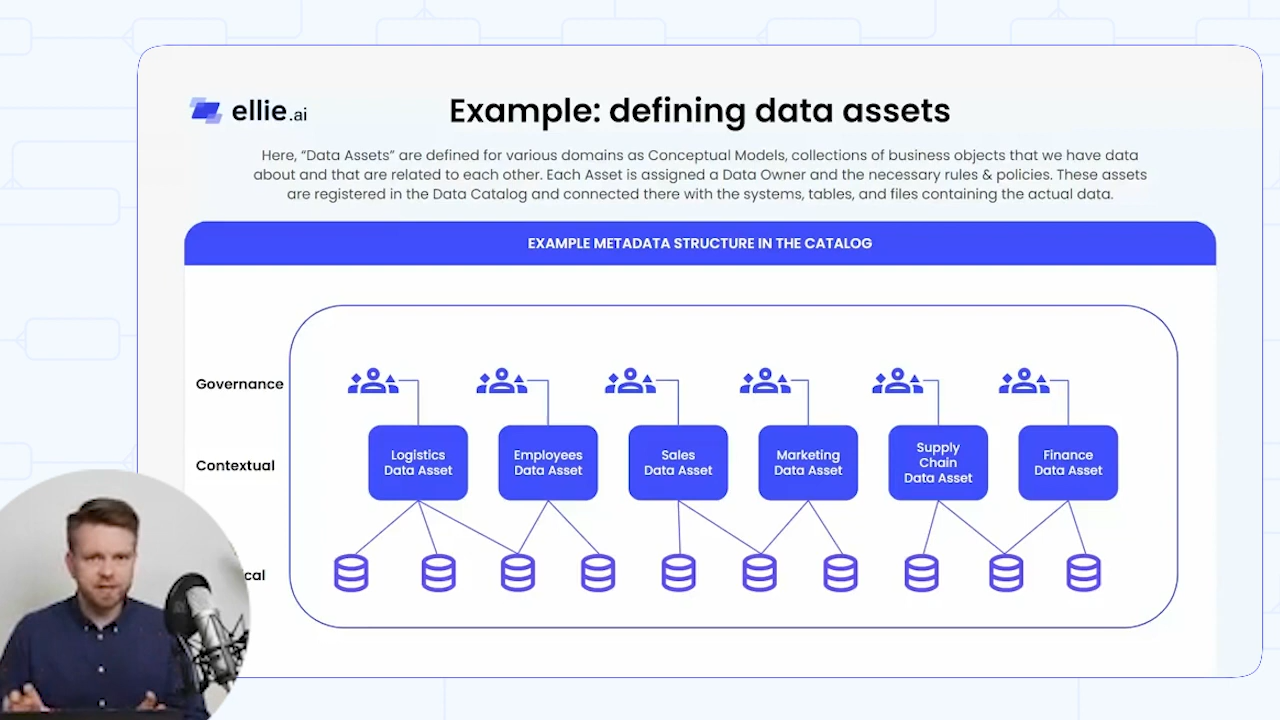 ellie.ai
Example: defining data assets
Here, “Data Assets” are defined for various domains as Conceptual Models, collections of business objects that we have data
about and that are related to each other. Each Asset is assigned a Data Owner and the necessary rules & policies. These assets
are registered in the Data Catalog and connected there with the systems, tables, and files containing the actual data.
EXAMPLE METADATA STRUCTURE IN THE CATALOG
Governance
Contextual
Logistics
Data Asset
Employees
Data Asset
Sales
Data Asset
Marketing
Data Asset
Supply
Chain
Data Asset
Finance
Data Asset